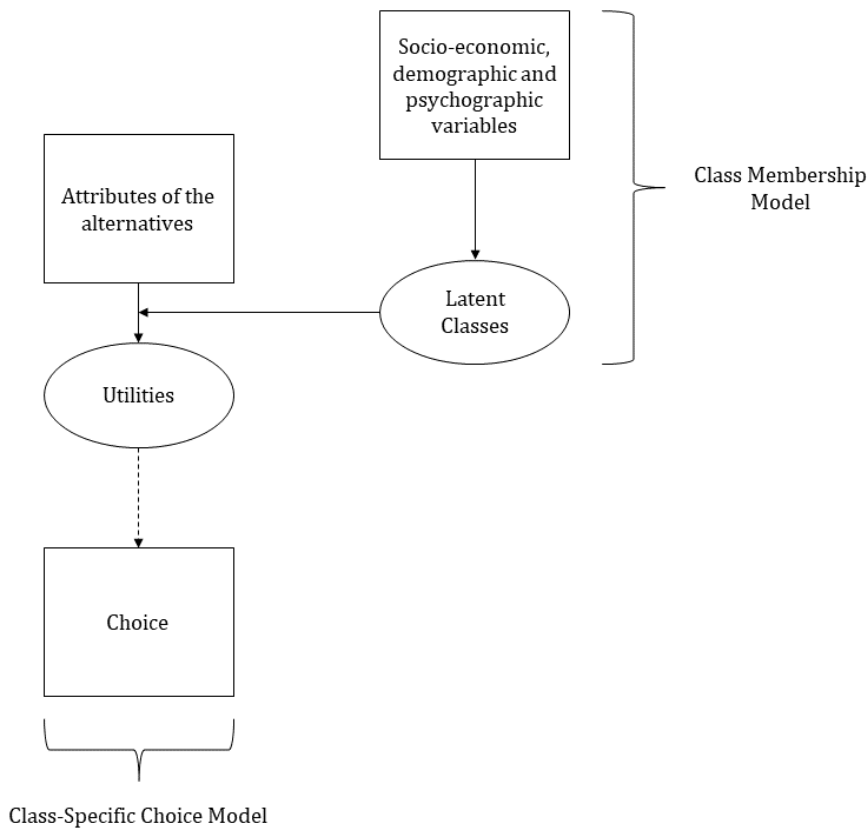 Socio-economic,
demographic and
psychographic
variables
Class Membership
Model
Attributes of the
alternatives
Latent
Classes
Utilities
Choice
Class-Specific Choice Model